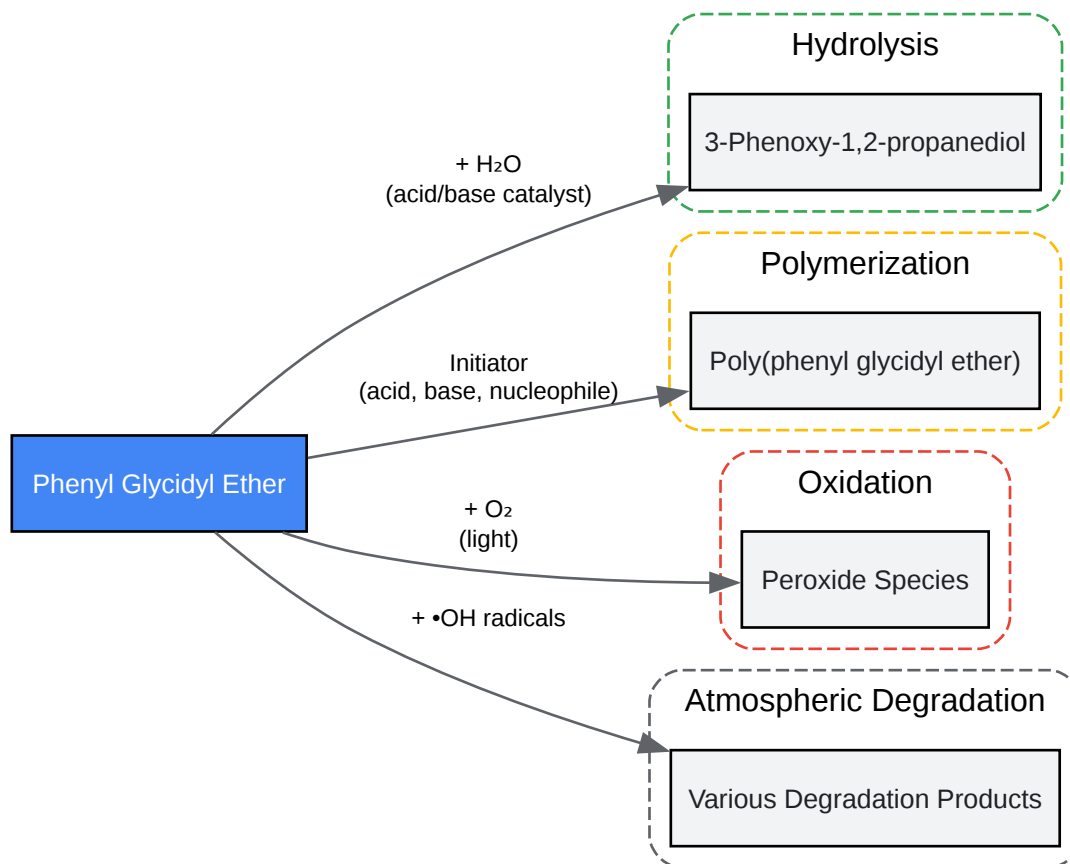 Hydrolysis
3-Phenoxy-1,2-propanediol
+ H₂O
(acid/base catalyst)
Polymerization
Poly(phenyl glycidyl ether)
Initiator
(acid, base, nucleophile)
Phenyl Glycidyl Ether
Oxidation
+ O₂
(light)
Peroxide Species
+ •OH radicals
Atmospheric Degradation
Various Degradation Products